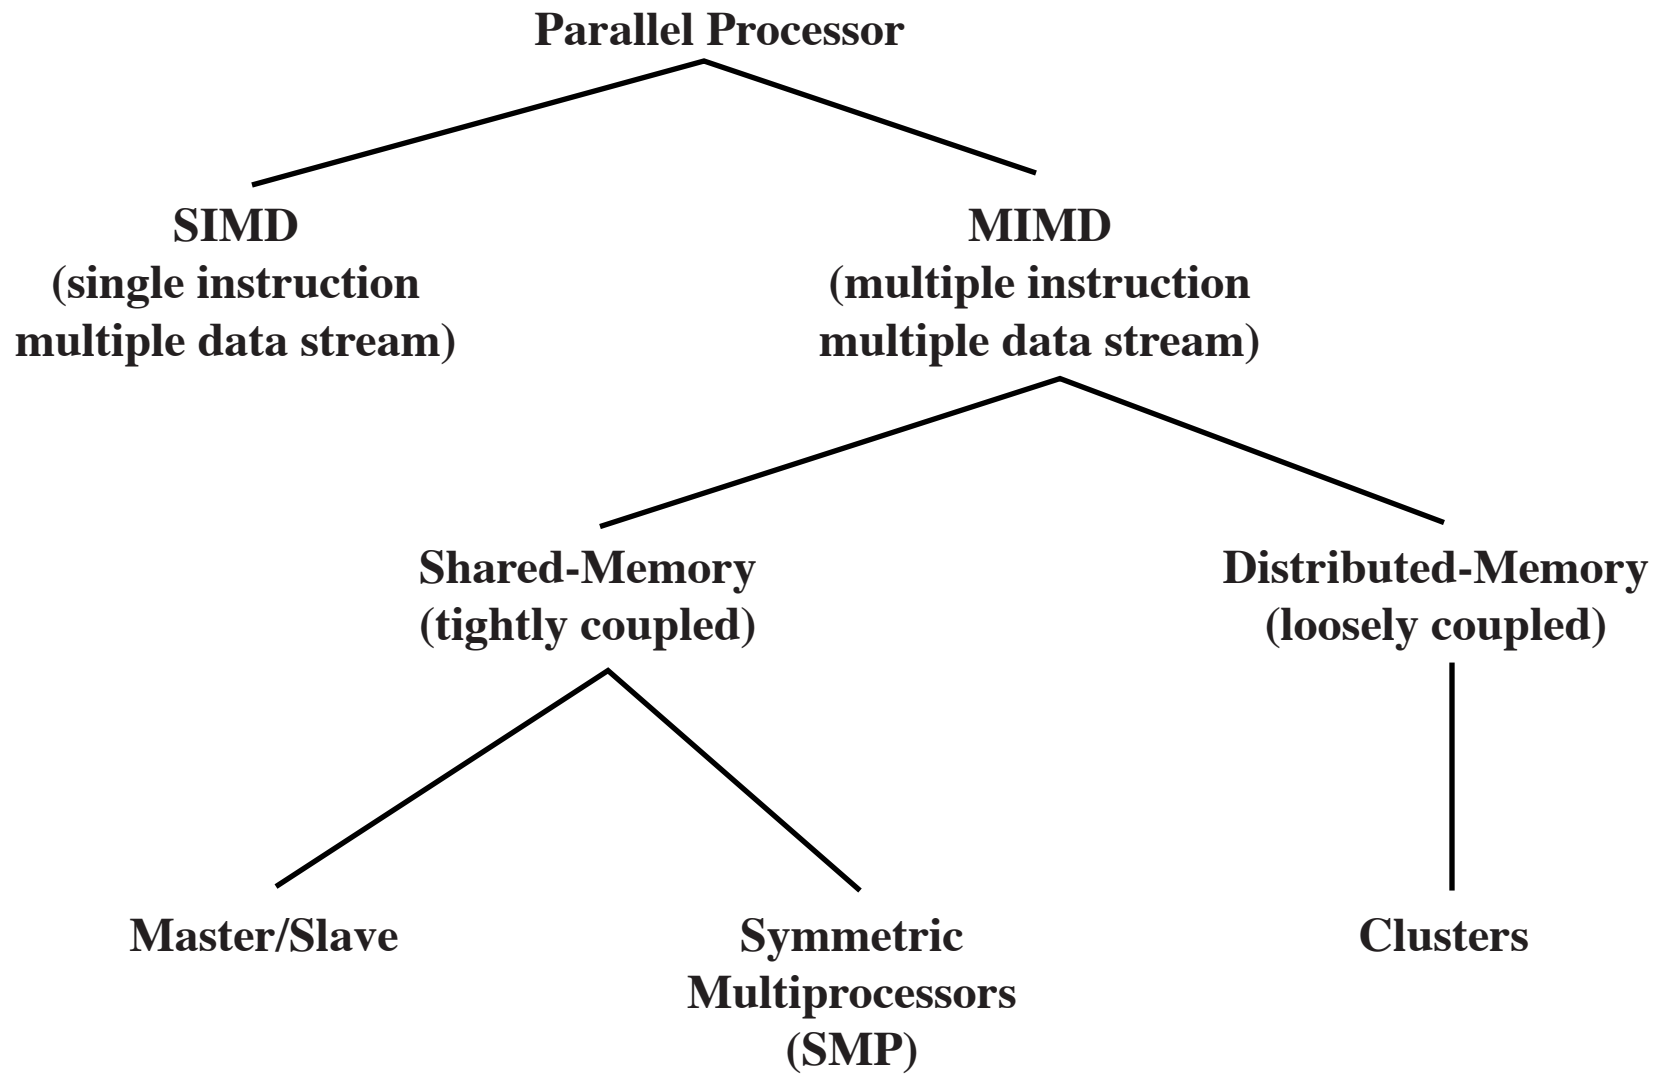 Parallel Processor
SIMD
(single instruction
multiple data stream)
MIMD
(multiple instruction
multiple data stream)
Shared-Memory
(tightly coupled)
Distributed-Memory
(loosely coupled)
Master/Slave
Symmetric
Multiprocessors
(SMP)
Clusters